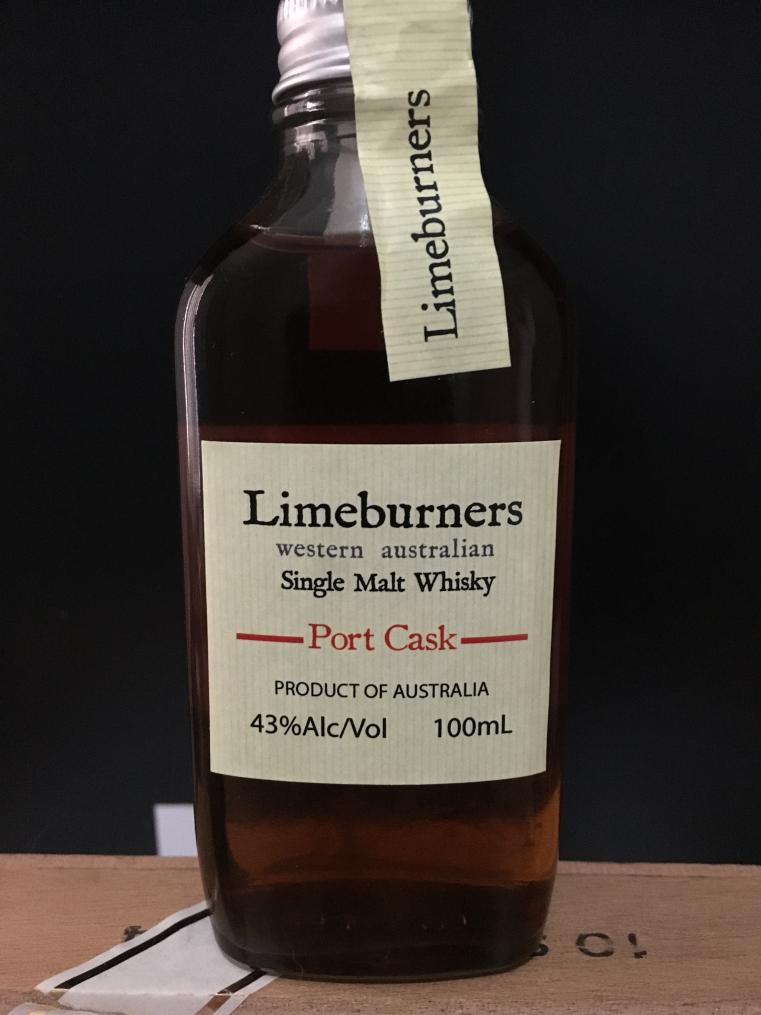 Limeburners
Limeburners
western australian
Single Malt Whisky
Port Cask
PRODUCT OF AUSTRALIA
43%Alc/Vol 100mL